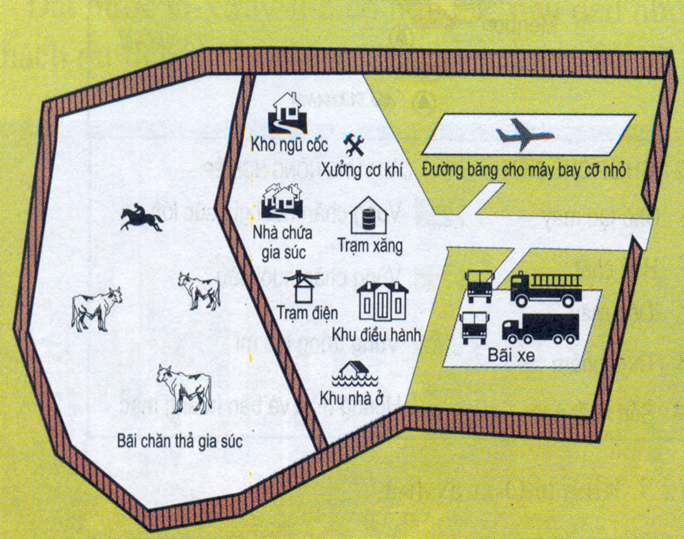 Kho ngũ cốc
Xưởng cơ khí
Đường băng cho máy bay cỡ nhỏ
Nhà chứa
gia súc
Trạm xăng
Trạm điện
Khu điều hành
Bãi xe
Khu nhà ở
Bãi chăn thả gia súc